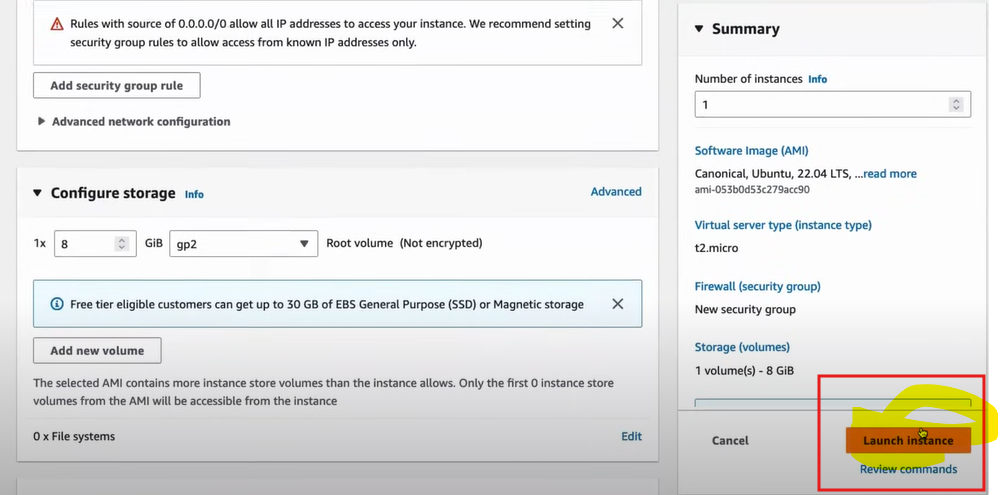 Rules with source of 0.0.0.0/0 allow all IP addresses to access your instance. We recommend setting
security group rules to allow access from known IP addresses only.
Add security group rule
Advanced network configuration
Configure storage Info
Advanced
1x 8 GiB gp2 Root volume (Not encrypted)
Free tier eligible customers can get up to 30 GB of EBS General Purpose (SSD) or Magnetic storage
Add new volume
The selected AMI contains more instance store volumes than the instance allows. Only the first 0 instance store
volumes from the AMI will be accessible from the instance
0 x File systems
Edit
Summary
Number of instances Info
1
Software Image (AMI)
Canonical, Ubuntu, 22.04 LTS, ...read more
ami-053b0d53c279acc90
Virtual server type (instance type)
t2.micro
Firewall (security group)
New security group
Storage (volumes)
1 volume(s) - 8 GiB
Cancel
Launch instance
Review commands